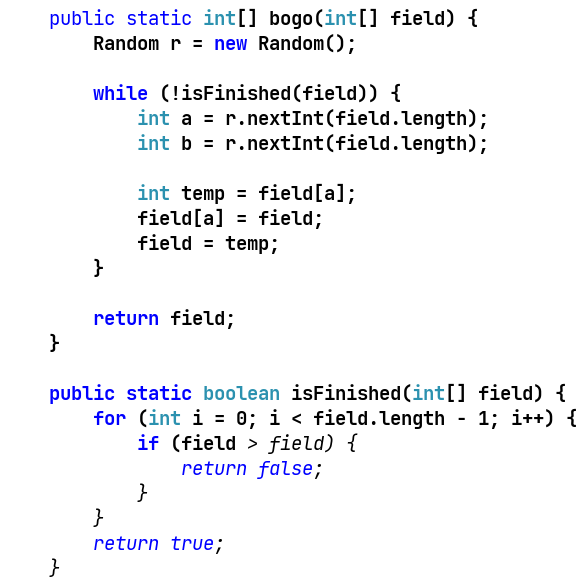 public static int[] bogo(int[] field) {
Random r = new Random();
while (!isFinished(field)) {
int a = r.nextInt(field.length);
int b = r.nextInt(field.length);
int temp = field[a];
field[a] = field;
field = temp;
}
return field;
}
public static boolean isFinished(int[] field) {
for (int i = 0; i < field.length - 1; i++) {
if (field > field) {
return false;
}
}
return true;
}